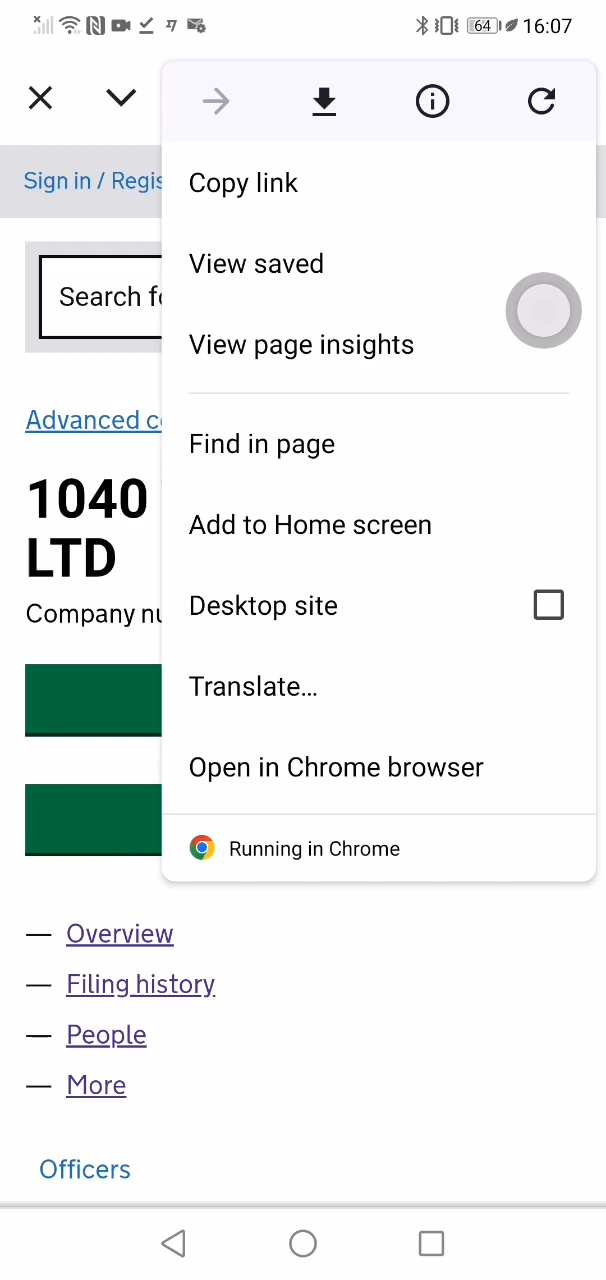 64 16:07
Sign in / Regis
Copy link
View saved
Search fo
View page insights
Advanced co
Find in page
1040
Add to Home screen
LTD
Company nu
Desktop site
Translate...
Open in Chrome browser
Running in Chrome
— Overview
— Filing history
— People
— More
Officers